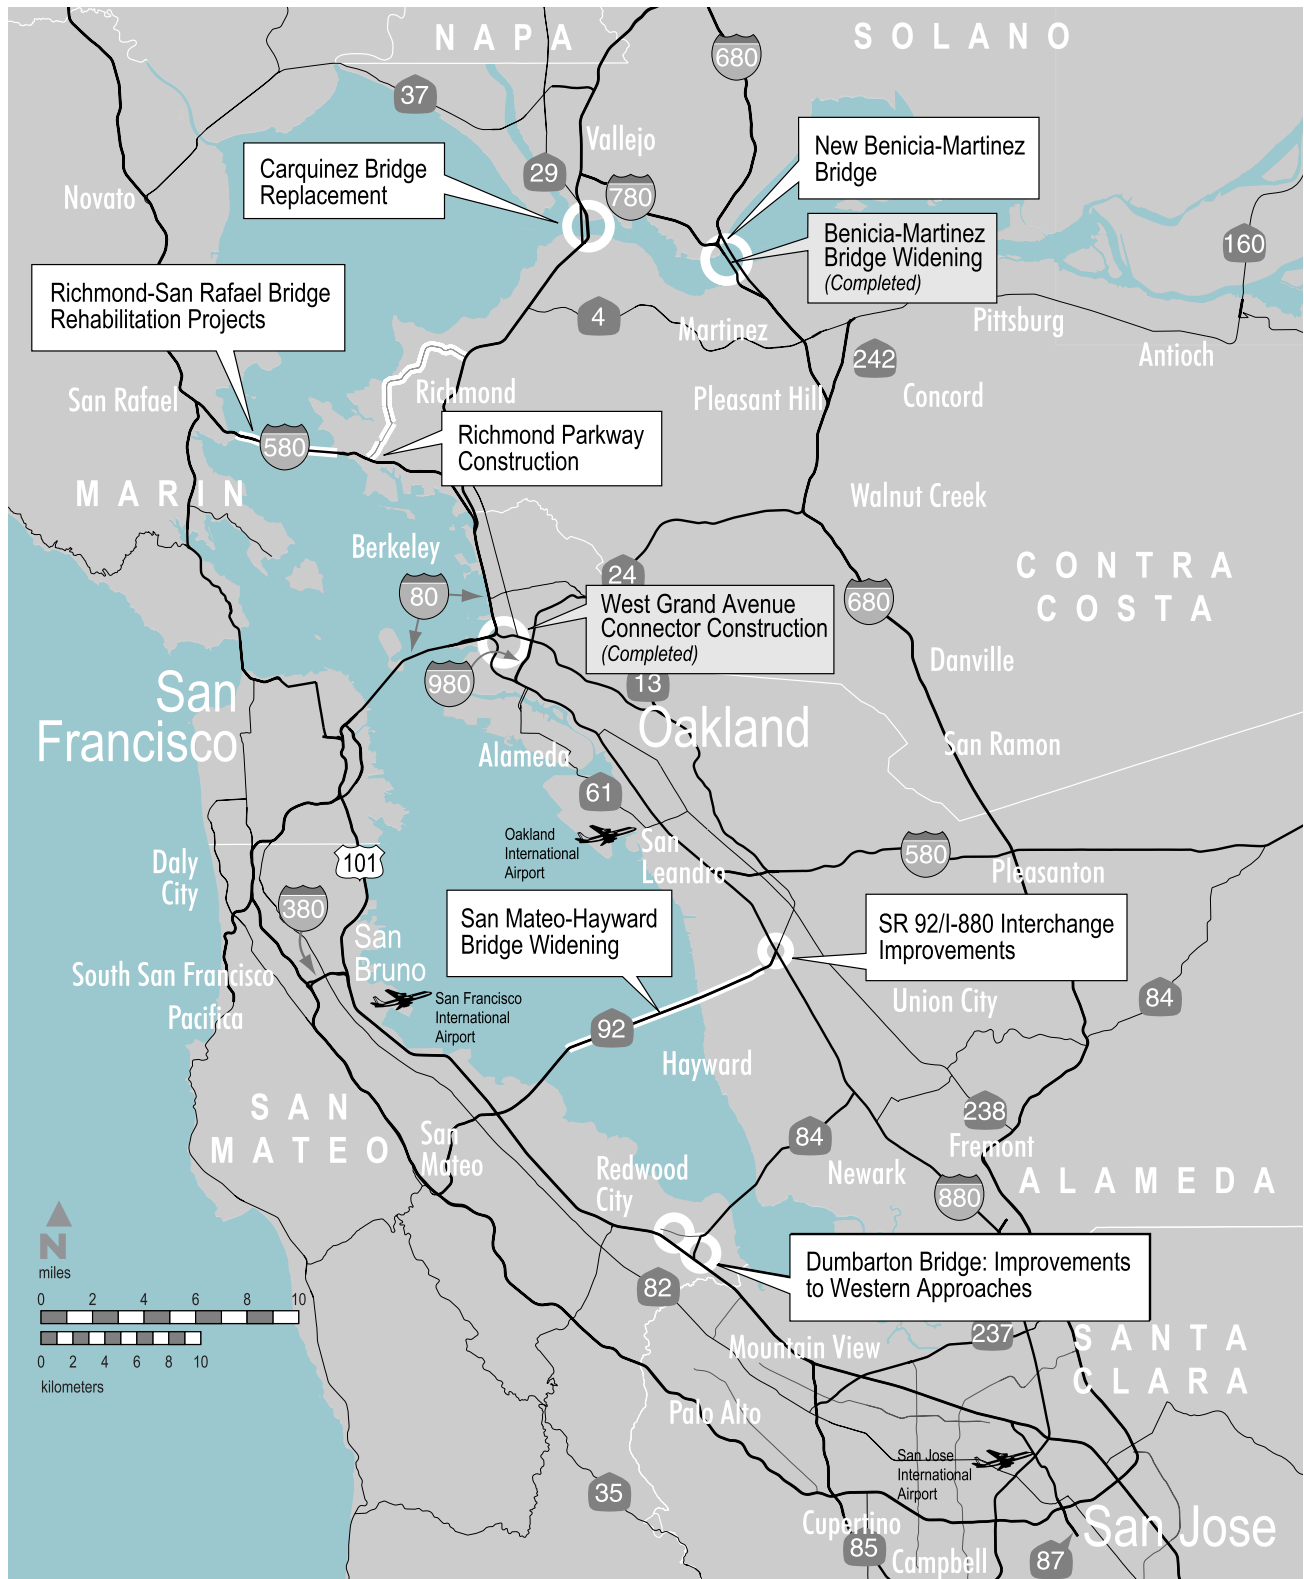 NAPA
SOLANO
680
37
Vallejo
New Benicia-Martinez
Bridge
Carquinez Bridge
Replacement
29
780
Novato
160
Benicia-Martinez
Bridge Widening
(Completed)
Richmond-San Rafael Bridge
Rehabilitation Projects
4
Martinez
Pittsburg
Antioch
242
San Rafael
Richmond
Pleasant Hill
Concord
Richmond Parkway
Construction
580
MARIN
Walnut Creek
Berkeley
24
CONTRA
COSTA
80
680
West Grand Avenue
Connector Construction
(Completed)
980
13
Danville
San
Francisco
Oakland
San Ramon
Alameda
61
Oakland
International
Airport
San
Leandro
580
Pleasanton
Daly
City
101
380
San Mateo-Hayward
Bridge Widening
SR 92/I-880 Interchange
Improvements
San
Bruno
South San Francisco
Pacifica
San Francisco
International
Airport
Union City
84
92
Hayward
SAN
MATEO
238
Fremont
San
Mateo
84
Redwood
City
Newark
880
ALAMEDA
N
miles
0 2 4 6 8 10
0 2 4 6 8 10
kilometers
Dumbarton Bridge: Improvements
to Western Approaches
82
237
Mountain View
SANTA
CLARA
Palo Alto
San Jose
International
Airport
35
Cupertino
85
Campbell
87
San Jose